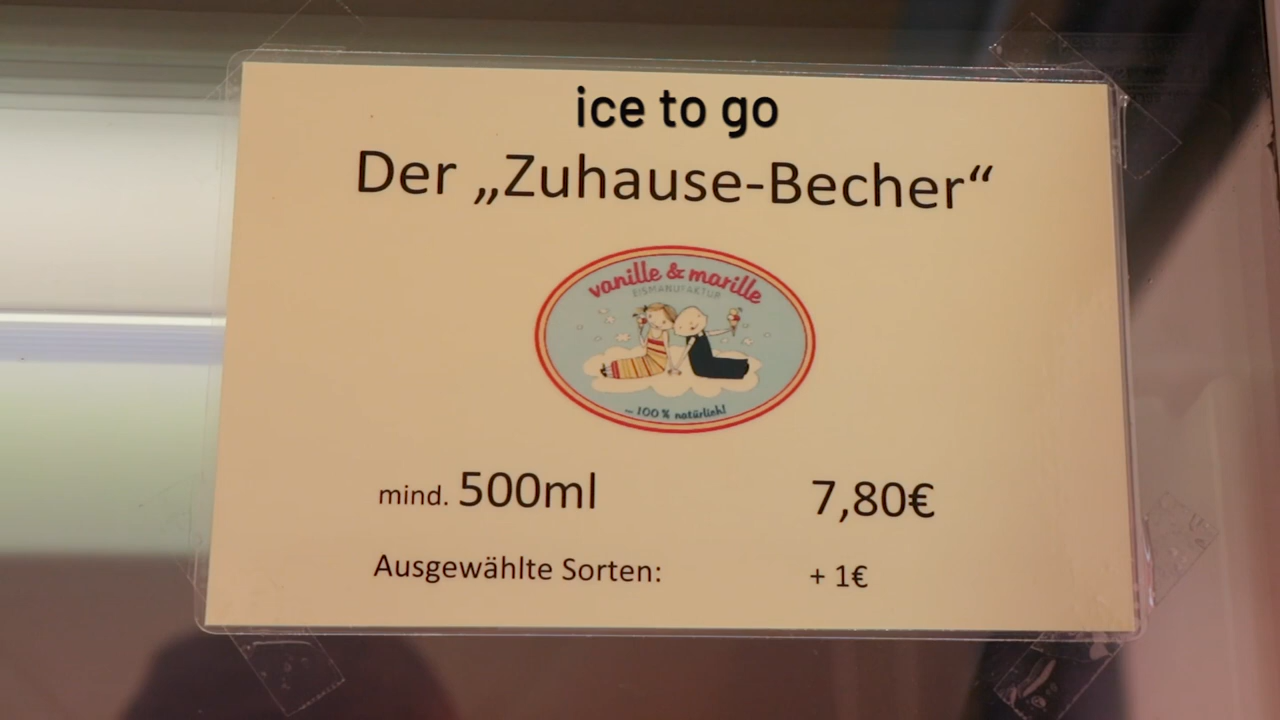 ice to go
Der „Zuhause-Becher“
vanille & marille
EISMANUFAKTUR
– 100 % natürlich!
mind. 500ml 7,80€
Ausgewählte Sorten: + 1€